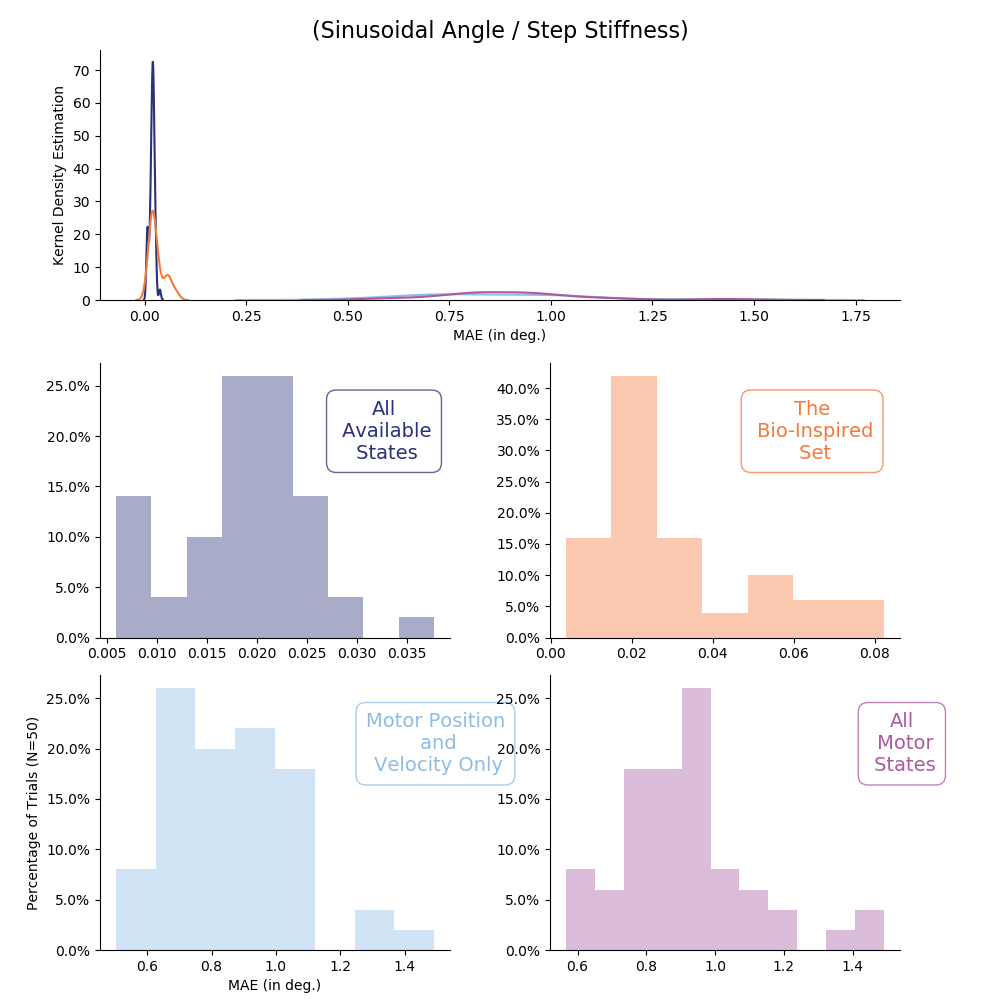 (Sinusoidal Angle / Step Stiffness)
Kernel Density Estimation
70
60
50
40
30
20
10
0
0.00 0.25 0.50 0.75 1.00 1.25 1.50 1.75
MAE (in deg.)
25.0%
20.0%
15.0%
10.0%
5.0%
0.0%
All
Available
States
0.005 0.010 0.015 0.020 0.025 0.030 0.035
40.0%
35.0%
30.0%
25.0%
20.0%
15.0%
10.0%
5.0%
0.0%
The
Bio-Inspired
Set
0.00 0.02 0.04 0.06 0.08
Percentage of Trials (N=50)
25.0%
20.0%
15.0%
10.0%
5.0%
0.0%
Motor Position
and
Velocity Only
0.6 0.8 1.0 1.2 1.4
MAE (in deg.)
25.0%
20.0%
15.0%
10.0%
5.0%
0.0%
All
Motor
States
0.6 0.8 1.0 1.2 1.4